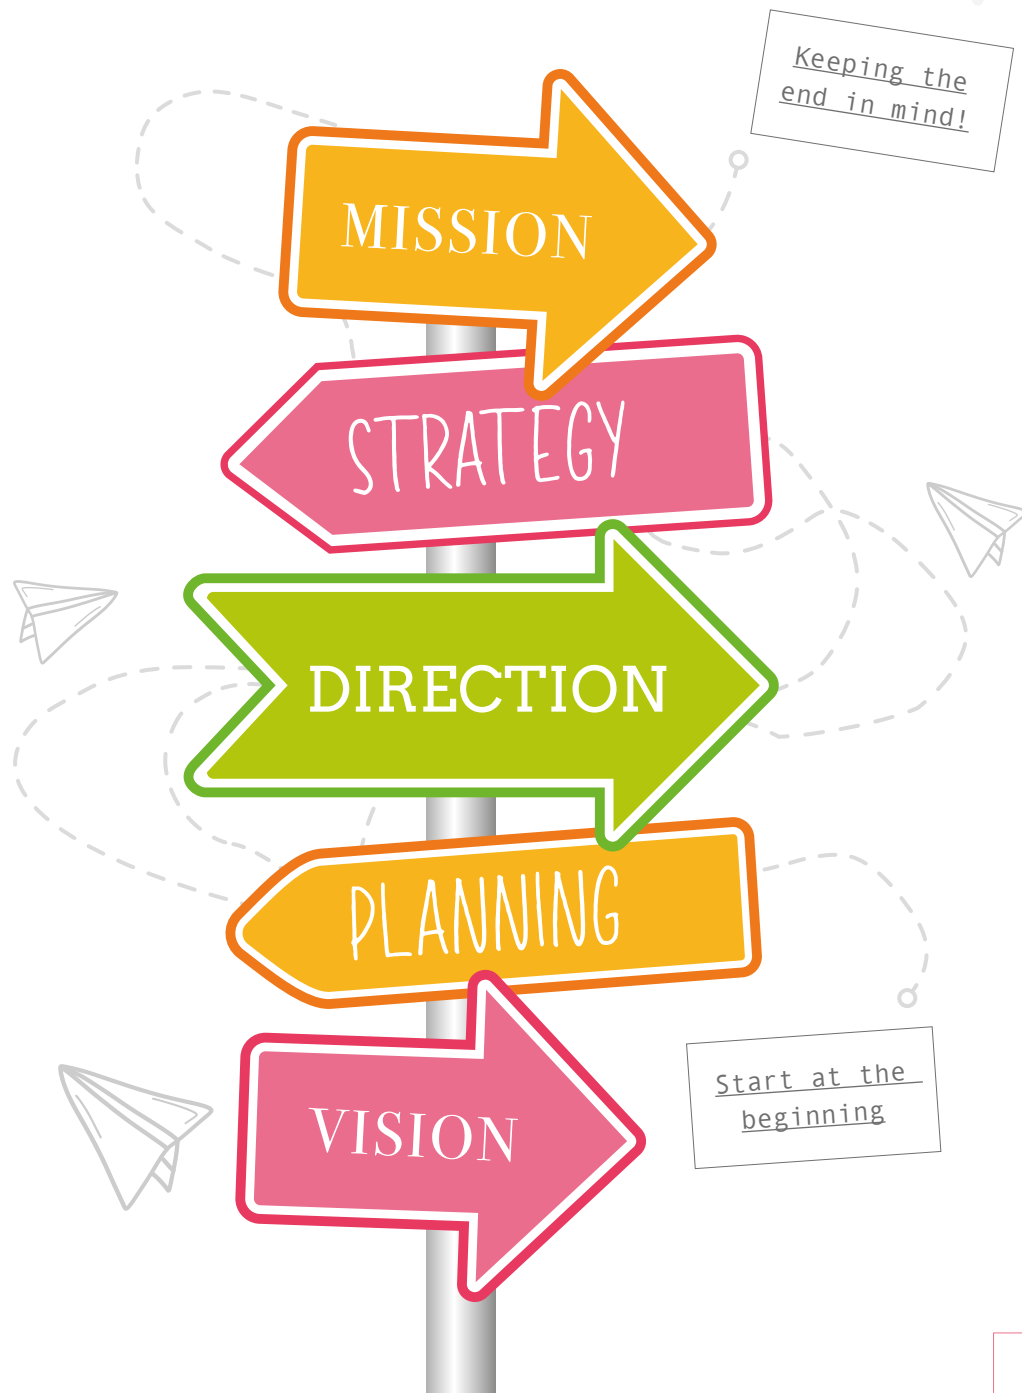 Keeping the
end in mind!
MISSION
STRATEGY
DIRECTION
PLANNING
VISION
Start at the
beginning